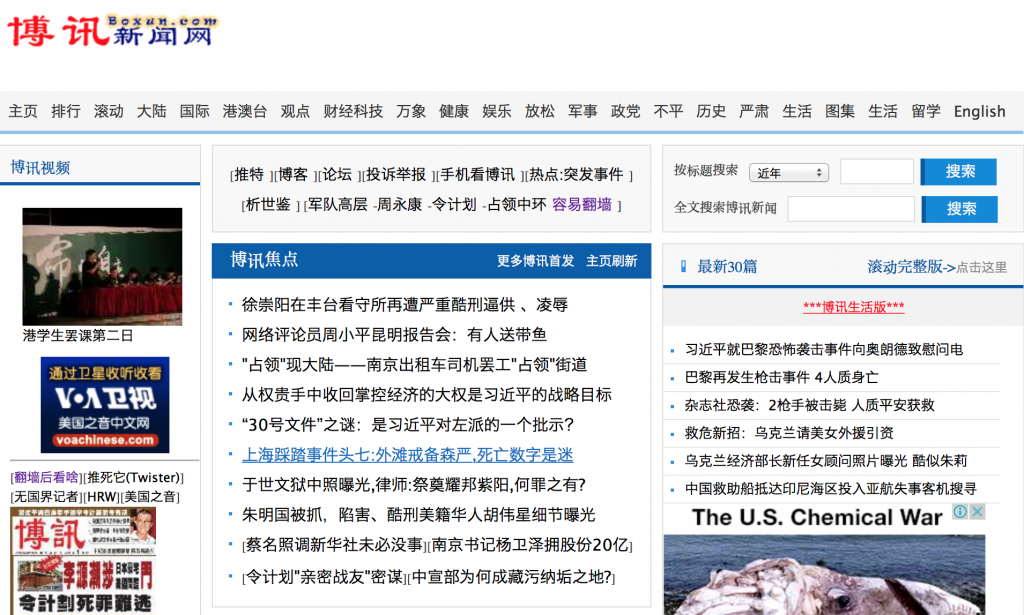 博讯 Boxun.com 新闻网
主页 排行 滚动 大陆 国际 港澳台 观点 财经科技 万象 健康 娱乐 放松 军事 政党 不平 历史 严肃 生活 图集 生活 留学 English
博讯视频
港学生罢课第二日
通过卫星收听收看
VOA卫视
美国之音中文网
voachinese.com
[翻墙后看啥][推死它(Twister)]
[无国界记者][HRW][美国之音]
博讯
李源潮涉
令計劃死罪難逃
[推特 ][博客 ][论坛 ][投诉举报 ][手机看博讯 ][热点:突发事件 ]
[析世鉴 ][军队高层 -周永康 -令计划 -占领中环 容易翻墙 ]
博讯焦点 更多博讯首发 主页刷新
徐崇阳在丰台看守所再遭严重酷刑逼供 、凌辱
网络评论员周小平昆明报告会：有人送带鱼
"占领"现大陆——南京出租车司机罢工"占领"街道
从权贵手中收回掌控经济的大权是习近平的战略目标
“30号文件”之谜：是习近平对左派的一个批示?
上海踩踏事件头七:外滩戒备森严,死亡数字是迷
于世文狱中照曝光,律师:祭奠耀邦紫阳,何罪之有?
朱明国被抓，陷害、酷刑美籍华人胡伟星细节曝光
[蔡名照调新华社未必没事][南京书记杨卫泽拥股份20亿]
[令计划"亲密战友"密谋][中宣部为何成藏污纳垢之地?]
按标题搜索 近年 搜索
全文搜索博讯新闻 搜索
最新30篇 滚动完整版->点击这里
***博讯生活版***
习近平就巴黎恐怖袭击事件向奥朗德致慰问电
巴黎再发生枪击事件 4人质身亡
杂志社恐袭：2枪手被击毙 人质平安获救
救危新招：乌克兰请美女外援引资
乌克兰经济部长新任女顾问照片曝光 酷似朱莉
中国救助船抵达印尼海区投入亚航失事客机搜寻
The U.S. Chemical War